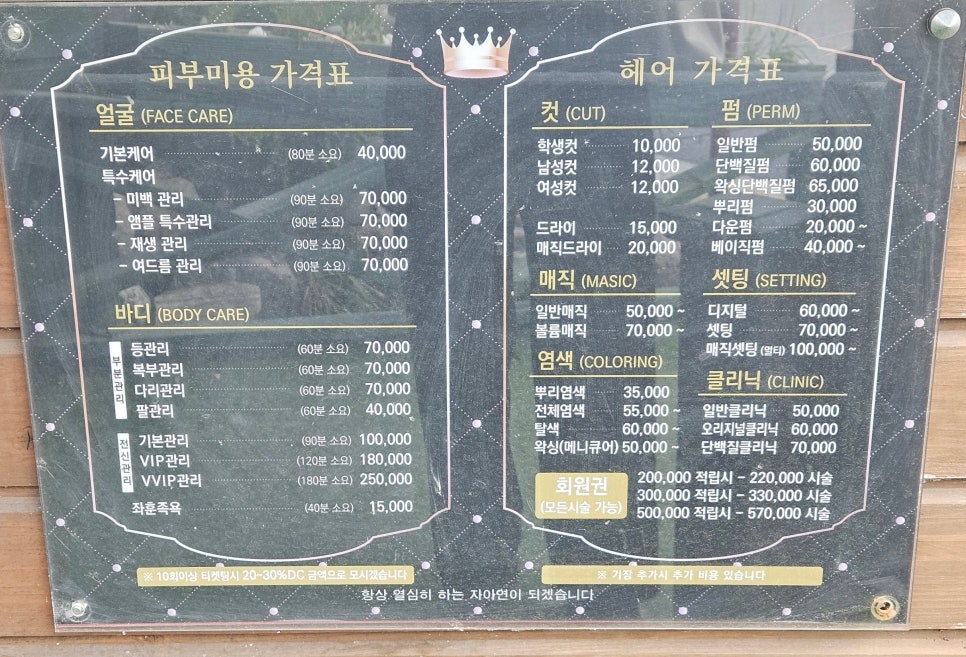 피부미용 가격표
얼굴 (FACE CARE)
기본케어 (80분 소요) 40,000
특수케어
- 미백 관리 (90분 소요) 70,000
- 앰플 특수관리 (90분 소요) 70,000
- 재생 관리 (90분 소요) 70,000
- 여드름 관리 (90분 소요) 70,000
바디 (BODY CARE)
부분관리
등관리 (60분 소요) 70,000
복부관리 (60분 소요) 70,000
다리관리 (60분 소요) 70,000
팔관리 (60분 소요) 40,000
전신관리
기본관리 (90분 소요) 100,000
VIP관리 (120분 소요) 180,000
VVIP관리 (180분 소요) 250,000
좌훈족욕 (40분 소요) 15,000
※ 10회이상 티켓팅시 20-30%DC 금액으로 모시겠습니다
헤어 가격표
컷 (CUT)
학생컷 10,000
남성컷 12,000
여성컷 12,000
드라이 15,000
매직드라이 20,000
매직 (MASIC)
일반매직 50,000 ~
볼륨매직 70,000 ~
염색 (COLORING)
뿌리염색 35,000
전체염색 55,000 ~
탈색 60,000 ~
왁싱(메니큐어) 50,000 ~
펌 (PERM)
일반펌 50,000
단백질펌 60,000
왁싱단백질펌 65,000
뿌리펌 30,000
다운펌 20,000 ~
베이직펌 40,000 ~
셋팅 (SETTING)
디지털 60,000 ~
셋팅 70,000 ~
매직셋팅 (멀티) 100,000 ~
클리닉 (CLINIC)
일반클리닉 50,000
오리지널클리닉 60,000
단백질클리닉 70,000
회원권
(모든시술 가능)
200,000 적립시 - 220,000 시술
300,000 적립시 - 330,000 시술
500,000 적립시 - 570,000 시술
※ 기장 추가시 추가 비용 있습니다
항상 열심히 하는 자아연이 되겠습니다